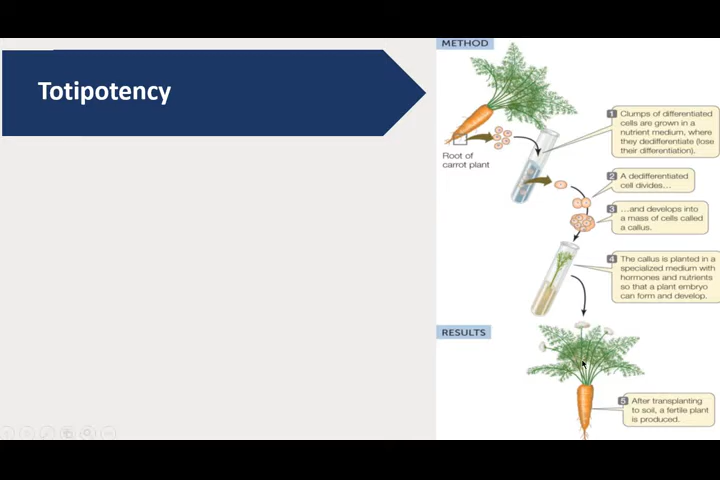 Totipotency
METHOD
Root of
carrot plant
1 Clumps of differentiated
cells are grown in a
nutrient medium, where
they dedifferentiate (lose
their differentiation).
2 A dedifferentiated
cell divides…
3 …and develops into
a mass of cells called
a callus.
4 The callus is planted in a
specialized medium with
hormones and nutrients
so that a plant embryo
can form and develop.
RESULTS
5 After transplanting
to soil, a fertile plant
is produced.